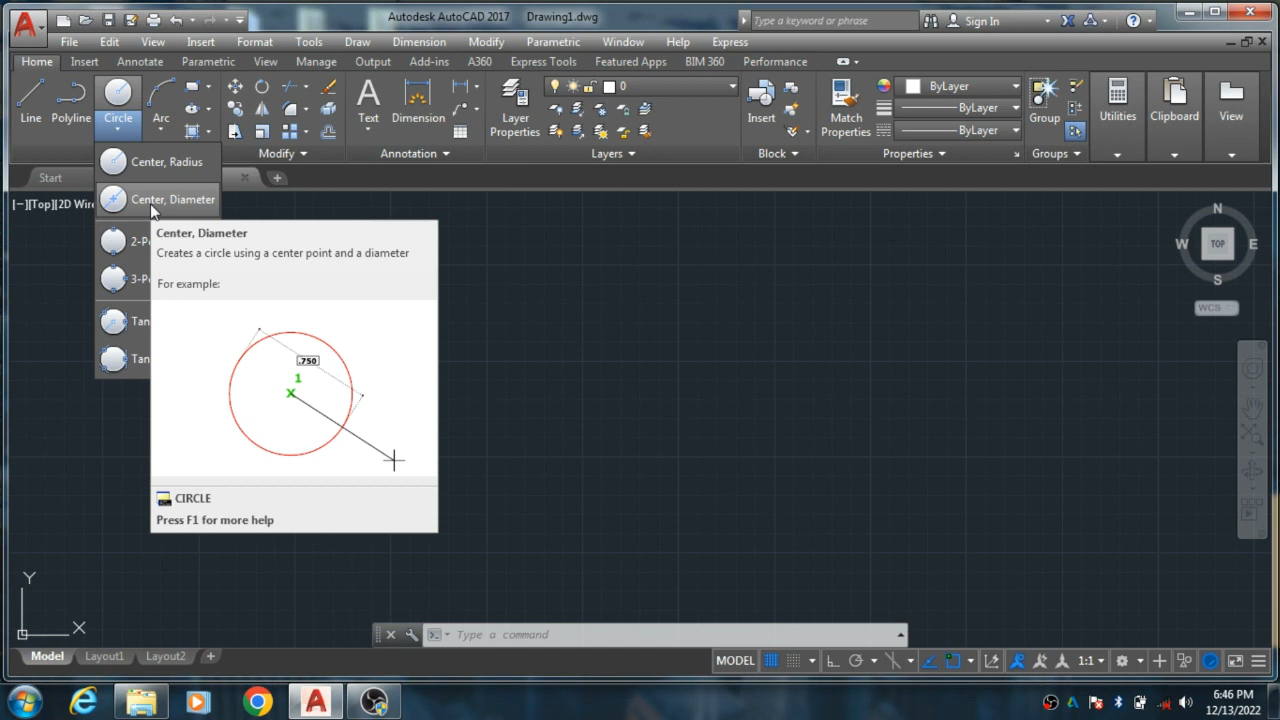 Autodesk AutoCAD 2017 Drawing1.dwg
Type a keyword or phrase
Sign In
File Edit View Insert Format Tools Draw Dimension Modify Parametric Window Help Express
Home Insert Annotate Parametric View Manage Output Add-ins A360 Express Tools Featured Apps BIM 360 Performance
Line Polyline Circle Arc
Text Dimension
Layer Properties
0
Insert
Match Properties
ByLayer
ByLayer
ByLayer
Group
Utilities
Clipboard
View
Modify Annotation Layers Block Properties Groups
Start
[−][Top][2D Wire
Center, Radius
Center, Diameter
2-P
3-P
Tan
Tan
Center, Diameter
Creates a circle using a center point and a diameter
For example:
.750
1
CIRCLE
Press F1 for more help
N
W TOP E
S
WCS
Y
X
Type a command
Model Layout1 Layout2
MODEL
1:1
6:46 PM
12/13/2022